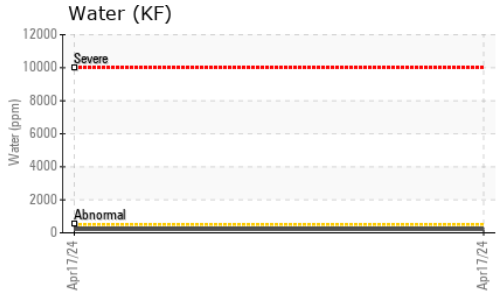 Water (KF)
12000
Severe
10000
8000
6000
4000
2000
Abnormal
0
Water (ppm)
Apr17/24
Apr17/24